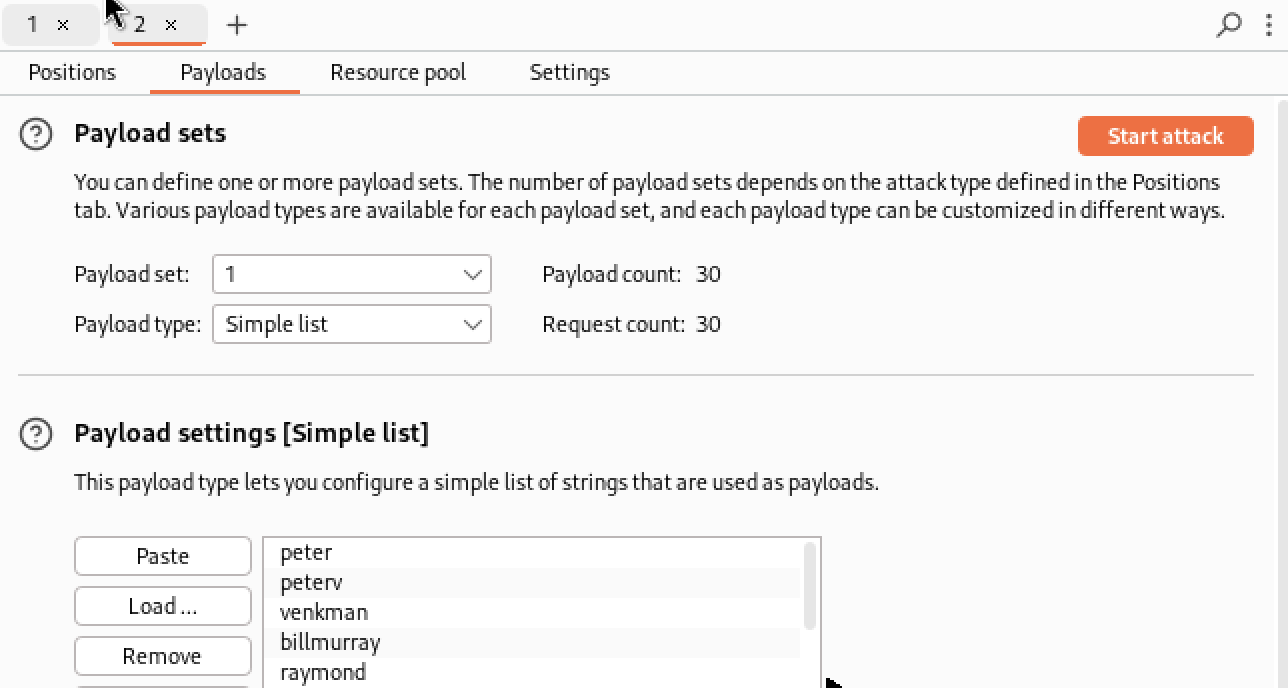 1 × 2 × +
Positions Payloads Resource pool Settings
Payload sets
Start attack
You can define one or more payload sets. The number of payload sets depends on the attack type defined in the Positions
tab. Various payload types are available for each payload set, and each payload type can be customized in different ways.
Payload set: 1 Payload count: 30
Payload type: Simple list Request count: 30
Payload settings [Simple list]
This payload type lets you configure a simple list of strings that are used as payloads.
Paste
Load ...
Remove
peter
peterv
venkman
billmurray
raymond